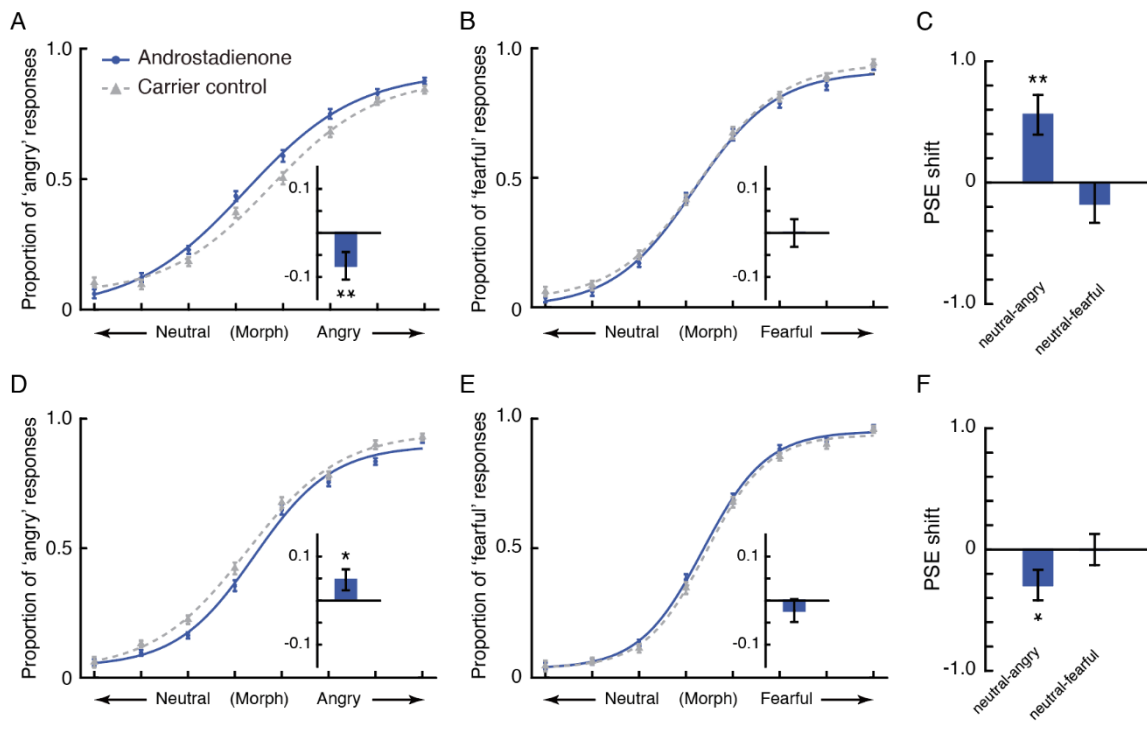 A
Proportion of ‘angry’ responses
1.0
0.5
0
Androstadienone
Carrier control
0.1
-0.1
**
Neutral (Morph) Angry
B
Proportion of ‘fearful’ responses
1.0
0.5
0
0.1
-0.1
Neutral (Morph) Fearful
C
PSE shift
1.0
0
-1.0
**
neutral-angry
neutral-fearful
D
Proportion of ‘angry’ responses
1.0
0.5
0
0.1
-0.1
*
Neutral (Morph) Angry
E
Proportion of ‘fearful’ responses
1.0
0.5
0
0.1
-0.1
Neutral (Morph) Fearful
F
PSE shift
1.0
0
-1.0
*
neutral-angry
neutral-fearful